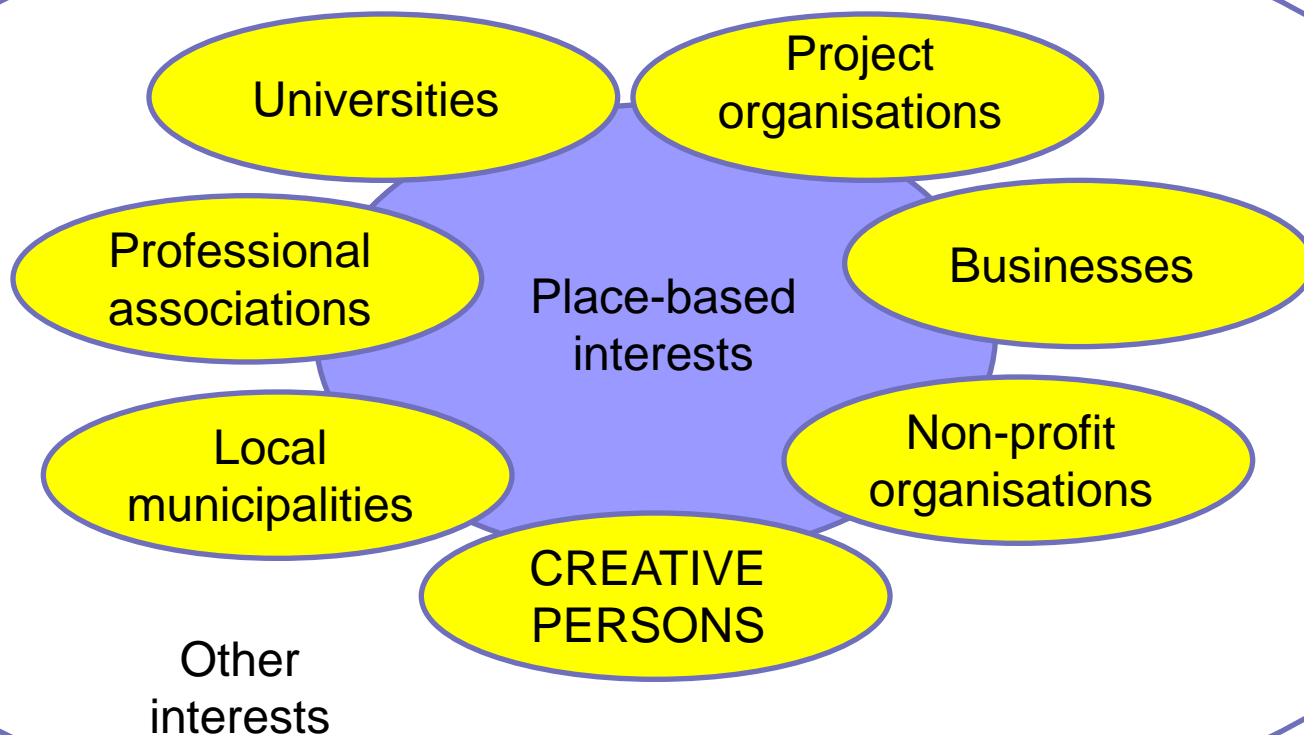 Universities
Project
organisations
Professional
associations
Place-based
interests
Businesses
Local
municipalities
Non-profit
organisations
CREATIVE
PERSONS
Other
interests